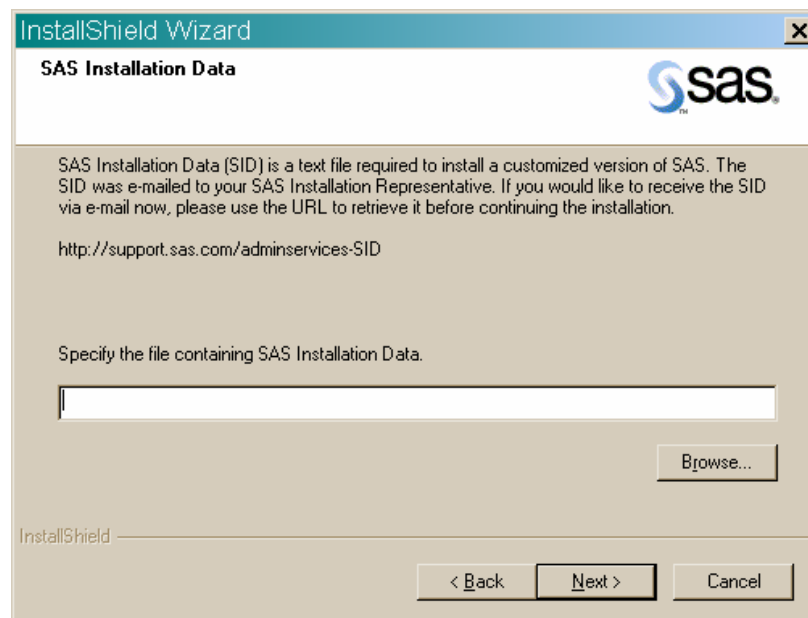 InstallShield Wizard
SAS Installation Data
sas.
TM
SAS Installation Data (SID) is a text file required to install a customized version of SAS. The
SID was e-mailed to your SAS Installation Representative. If you would like to receive the SID
via e-mail now, please use the URL to retrieve it before continuing the installation.
http://support.sas.com/adminservices-SID
Specify the file containing SAS Installation Data.
Browse...
InstallShield
< Back Next > Cancel